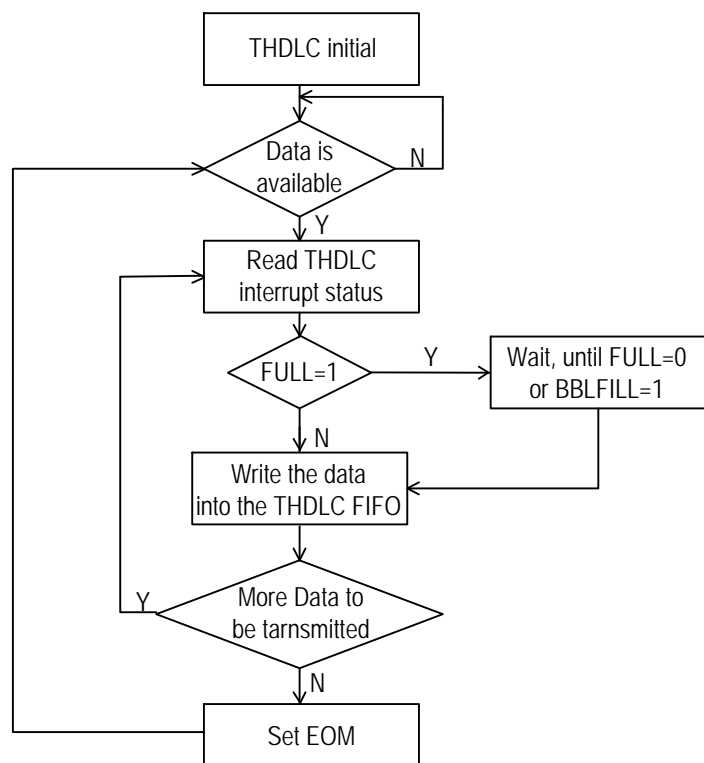 THDLC initial
Data is
available
N
Y
Read THDLC
interrupt status
FULL=1
Y
Wait, until FULL=0
or BBLFILL=1
N
Write the data
into the THDLC FIFO
Y
More Data to
be tarnsmitted
N
Set EOM